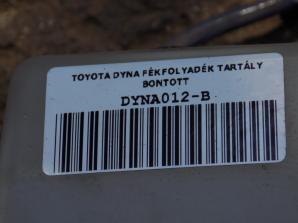 TOYOTA DYNA FÉKFOLYADÉK TARTÁLY
BONTOTT
DYNA012-B